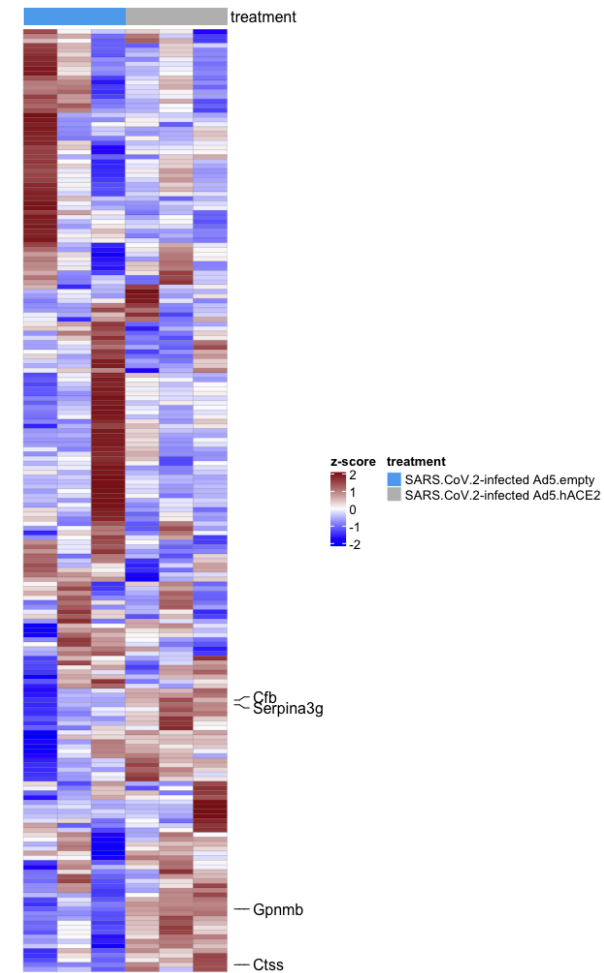 treatment
z-score
2
1
0
-1
-2
treatment
SARS.CoV.2-infected Ad5.empty
SARS.CoV.2-infected Ad5.hACE2
Cfb
Serpina3g
Gpnmb
Ctss